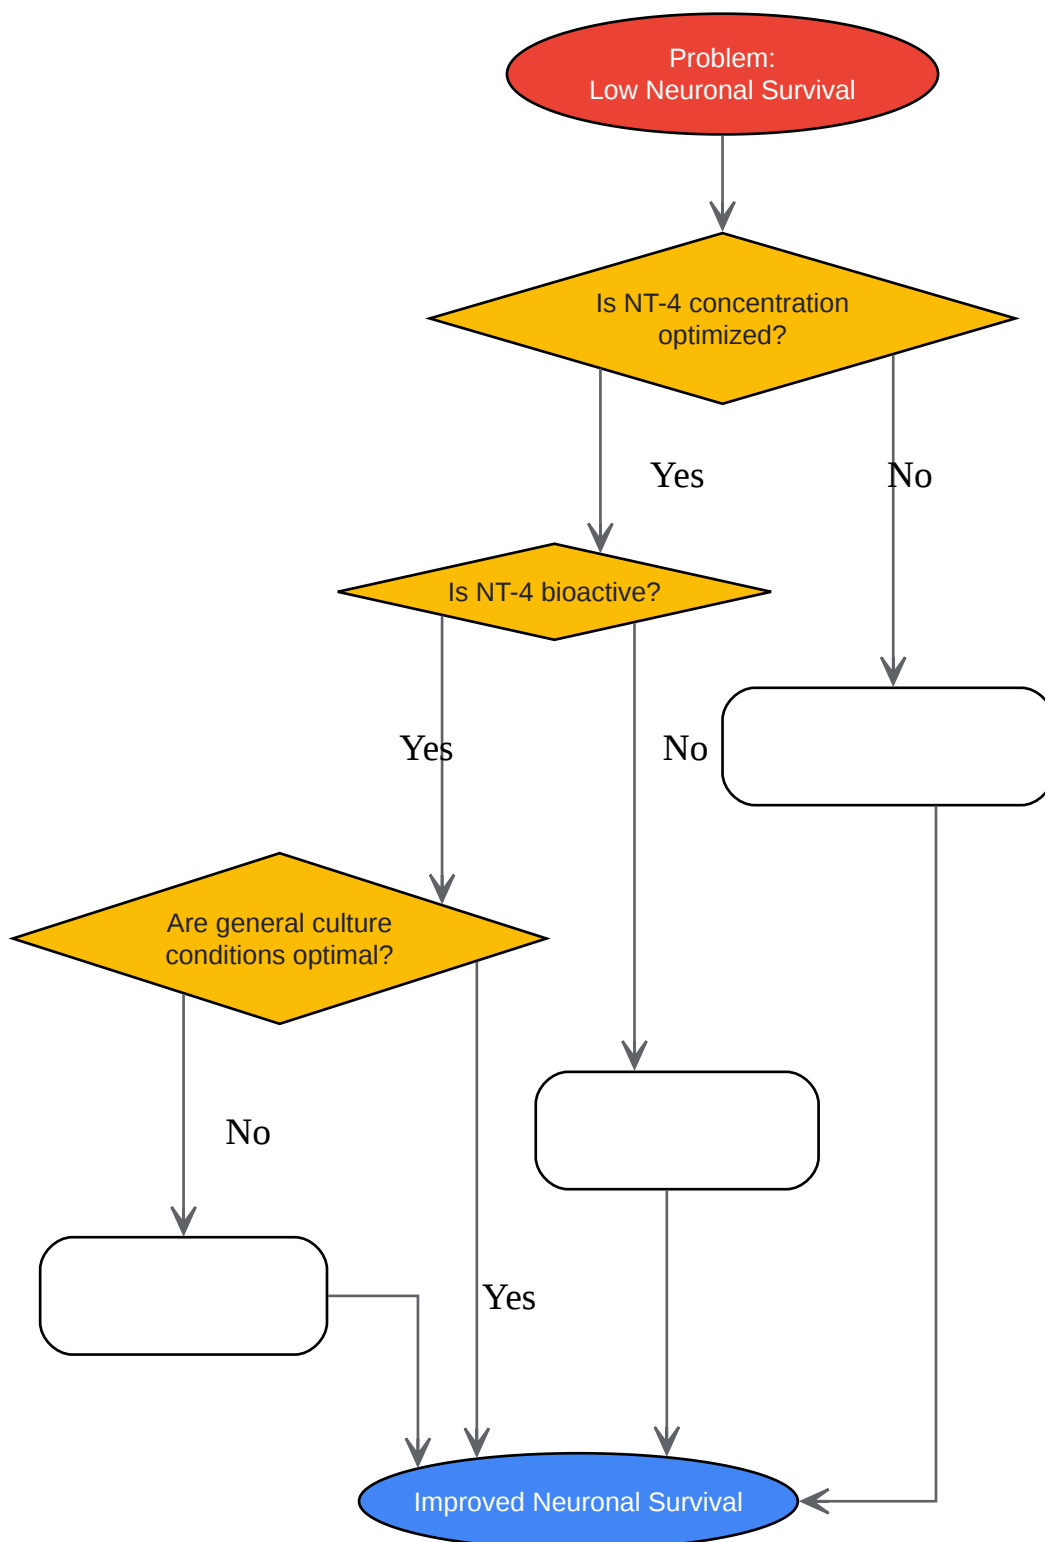 Problem:
Low Neuronal Survival
Is NT-4 concentration
optimized?
Yes
No
Is NT-4 bioactive?
Yes
No
Are general culture
conditions optimal?
No
Yes
Improved Neuronal Survival